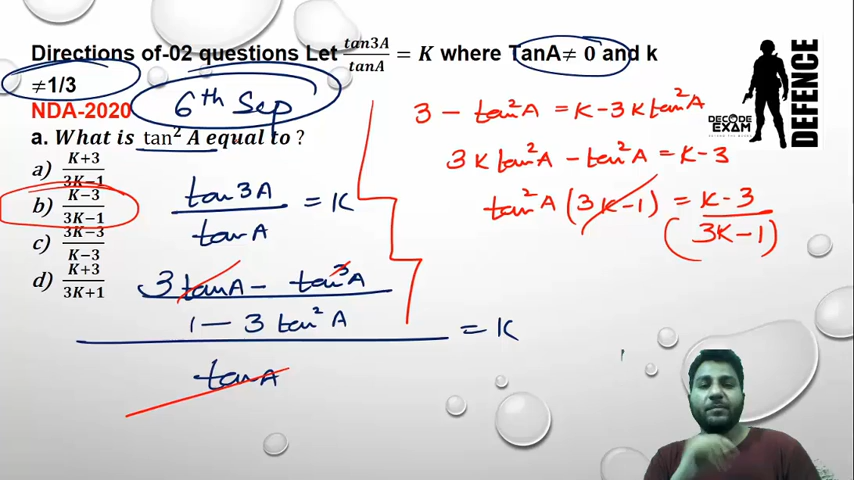 Directions of-02 questions Let tan3A/tanA = K where TanA≠ 0 and k
≠1/3
NDA-2020
6th Sep
a. What is tan² A equal to ?
a) K+3/3K−1
b) K−3/3K−1
c) 3K−3/K−3
d) K+3/3K+1
tan3A/tanA = K
3tanA − tan³A
1 − 3 tan²A
= K
tanA
3 − tan²A = K − 3K tan²A
3K tan²A − tan²A = K − 3
tan²A (3K−1) = K − 3
(3K−1)
DECODE
EXAM
DEFENCE